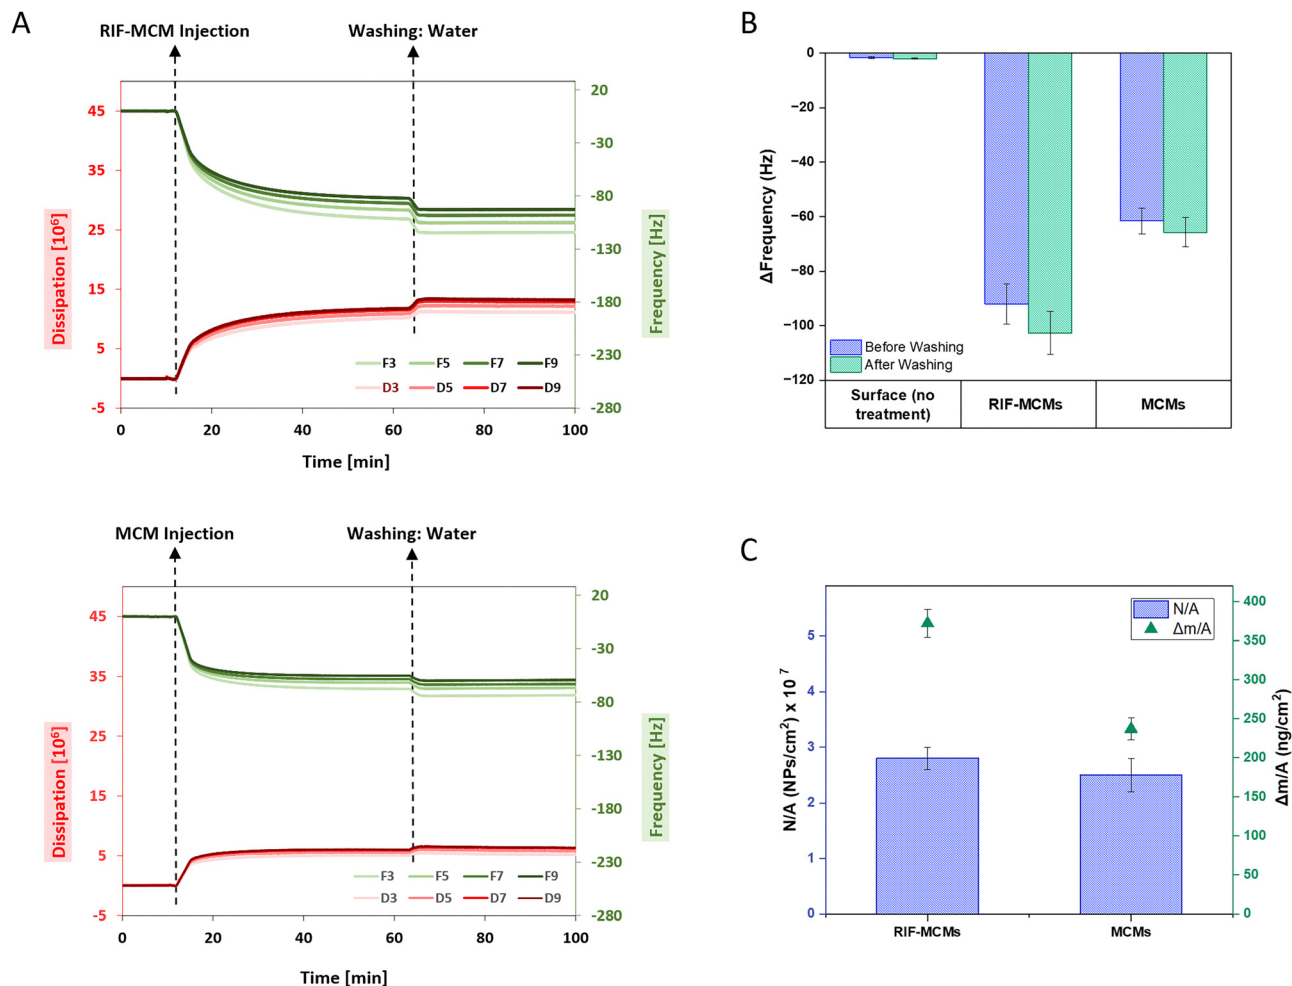 A
RIF-MCM Injection
Washing: Water
45
35
25
15
5
-5
Dissipation [10⁶]
20
-30
-80
-130
-180
-230
-280
Frequency [Hz]
F3 F5 F7 F9
D3 D5 D7 D9
0 20 40 60 80 100
Time [min]
MCM Injection
Washing: Water
45
35
25
15
5
-5
Dissipation [10⁶]
20
-30
-80
-130
-180
-230
-280
Frequency [Hz]
F3 F5 F7 F9
D3 D5 D7 D9
0 20 40 60 80 100
Time [min]
B
0
−20
−40
−60
−80
−100
−120
ΔFrequency (Hz)
Before Washing
After Washing
Surface (no
treatment)
RIF-MCMs
MCMs
C
N/A
Δm/A
5
4
3
2
1
0
N/A (NPs/cm²) x 10⁷
400
350
300
250
200
150
100
50
0
Δm/A (ng/cm²)
RIF-MCMs
MCMs